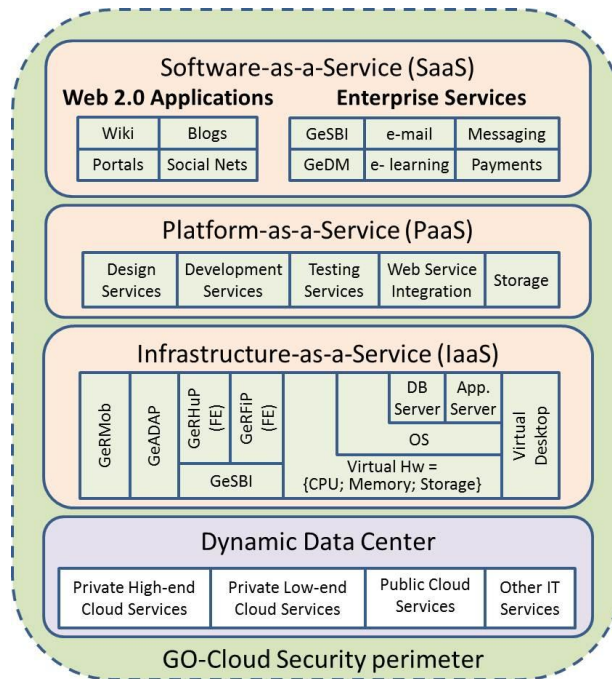 Software-as-a-Service (SaaS)
Web 2.0 Applications
Enterprise Services
Wiki
Blogs
Portals
Social Nets
GeSBI
e-mail
Messaging
GeDM
e- learning
Payments
Platform-as-a-Service (PaaS)
Design
Services
Development
Services
Testing
Services
Web Service
Integration
Storage
Infrastructure-as-a-Service (IaaS)
GeRMob
GeADAP
GeRHuP
(FE)
GeRFiP
(FE)
GeSBI
DB
Server
App.
Server
OS
Virtual Hw =
{CPU; Memory; Storage}
Virtual
Desktop
Dynamic Data Center
Private High-end
Cloud Services
Private Low-end
Cloud Services
Public Cloud
Services
Other IT
Services
GO-Cloud Security perimeter